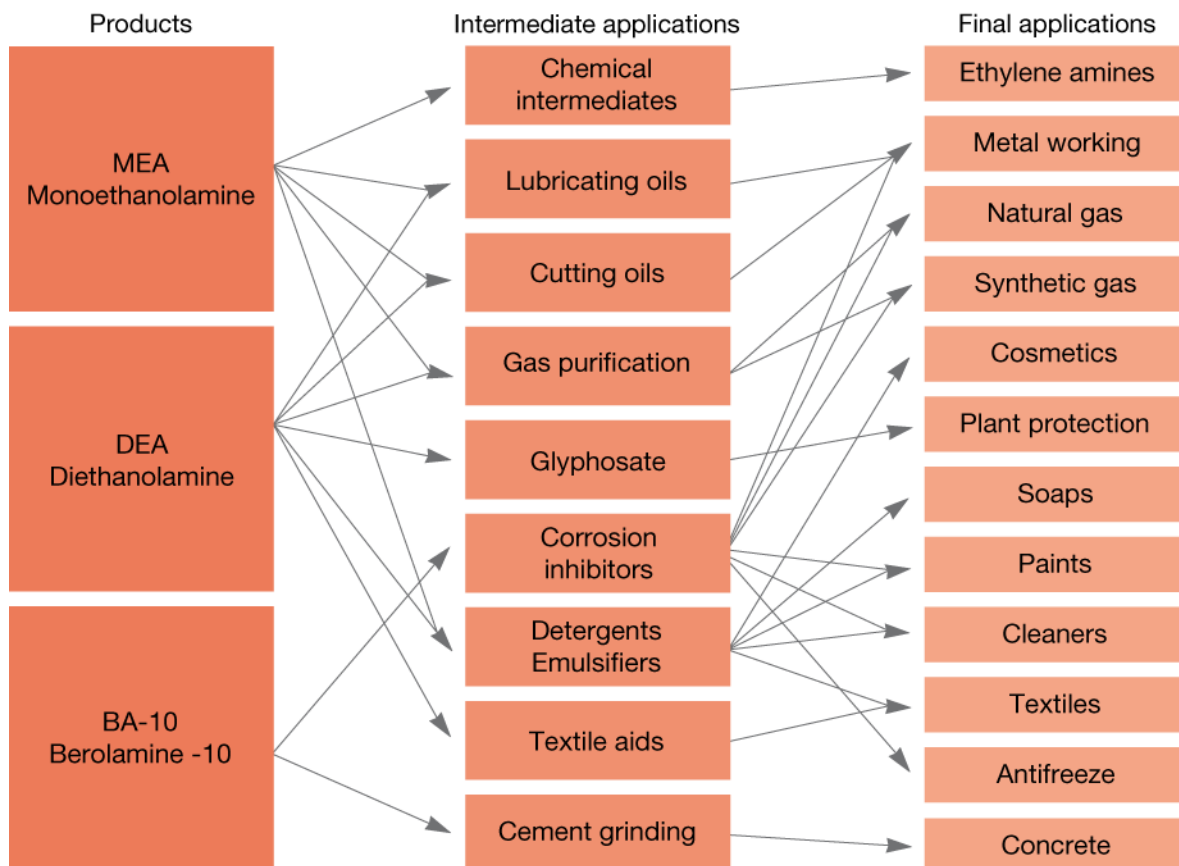 Products
Intermediate applications
Final applications
MEA
Monoethanolamine
DEA
Diethanolamine
BA-10
Berolamine -10
Chemical
intermediates
Lubricating oils
Cutting oils
Gas purification
Glyphosate
Corrosion
inhibitors
Detergents
Emulsifiers
Textile aids
Cement grinding
Ethylene amines
Metal working
Natural gas
Synthetic gas
Cosmetics
Plant protection
Soaps
Paints
Cleaners
Textiles
Antifreeze
Concrete